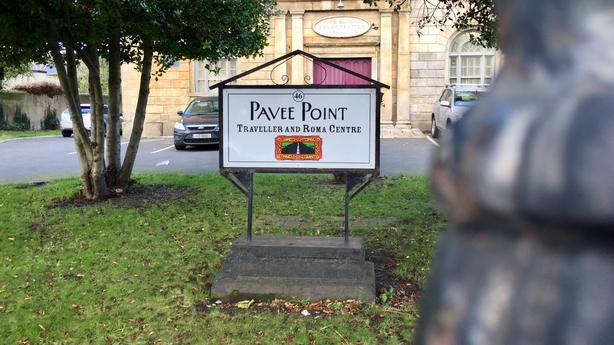 46
PAVEE POINT
TRAVELLER AND ROMA CENTRE